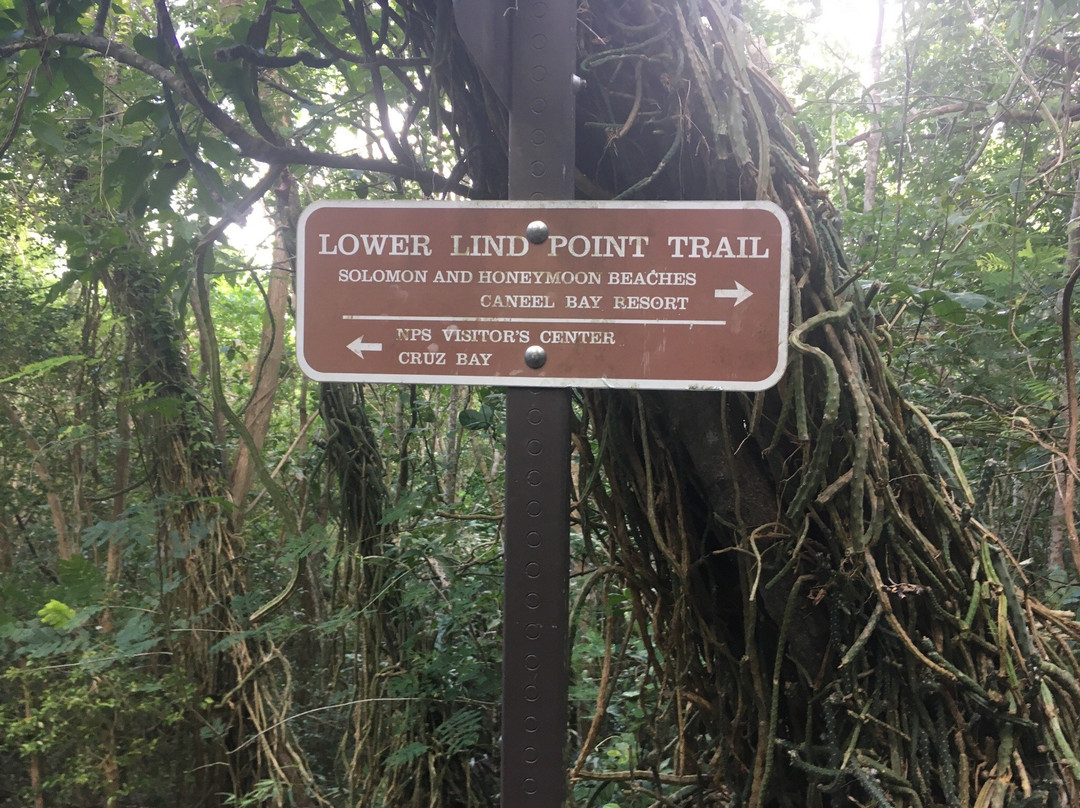 LOWER LIND POINT TRAIL
SOLOMON AND HONEYMOON BEACHES
CANEEL BAY RESORT
NPS VISITOR'S CENTER
CRUZ BAY